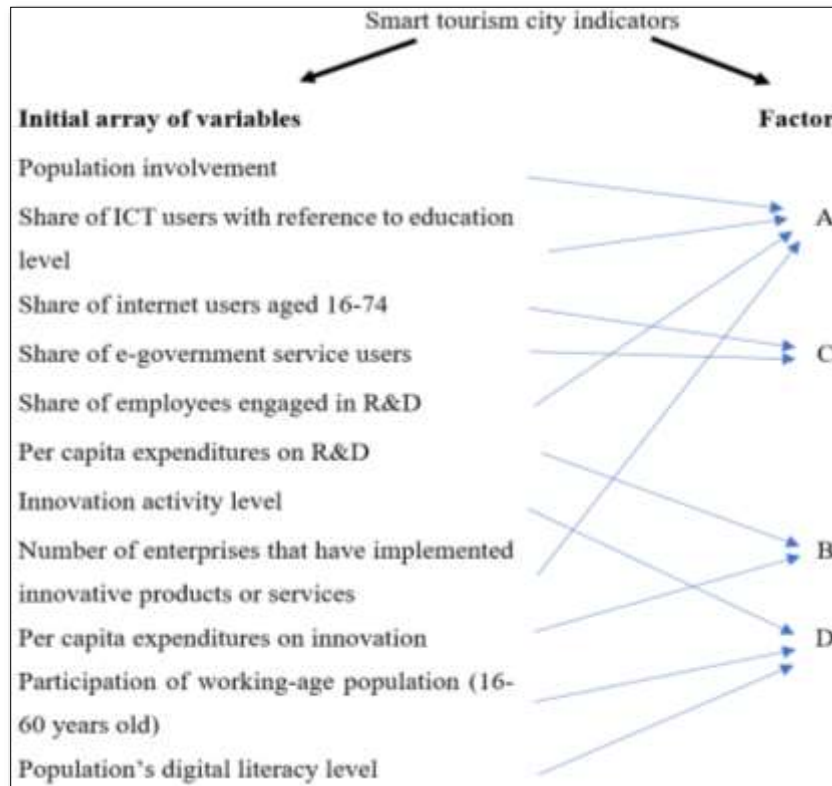 Smart tourism city indicators
Initial array of variables
Factor
Population involvement
Share of ICT users with reference to education
level
A
Share of internet users aged 16-74
Share of e-government service users
C
Share of employees engaged in R&D
Per capita expenditures on R&D
Innovation activity level
Number of enterprises that have implemented
innovative products or services
B
Per capita expenditures on innovation
D
Participation of working-age population (16-
60 years old)
Population’s digital literacy level